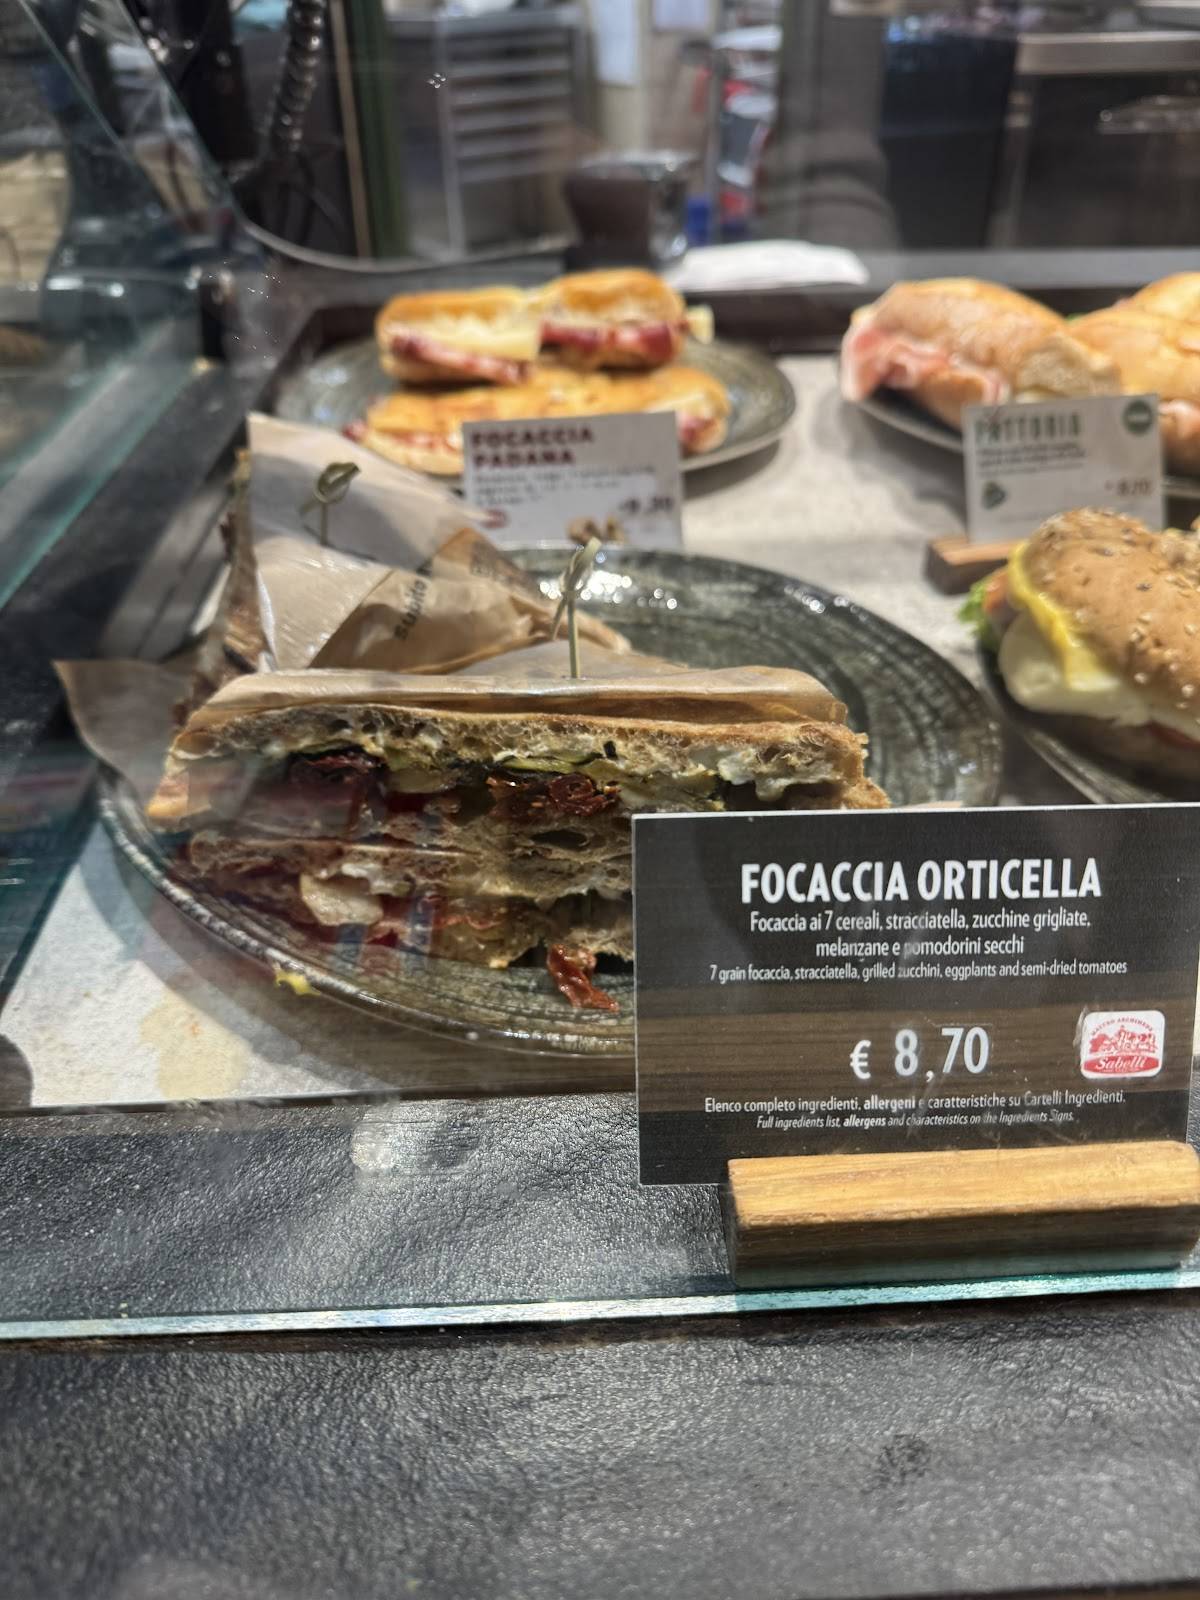 FOCACCIA
PADANA
9,20
FATTORIA
FOCACCIA ORTICELLA
Focaccia ai 7 cereali, stracciatella, zucchine grigliate,
melanzane e pomodorini secchi
7 grain focaccia, stracciatella, grilled zucchini, eggplants and semi-dried tomatoes
€ 8,70
Sabelli
Elenco completo ingredienti, allergeni e caratteristiche su Cartelli Ingredienti.
Full ingredients list, allergens and characteristics on the Ingredients Signs.